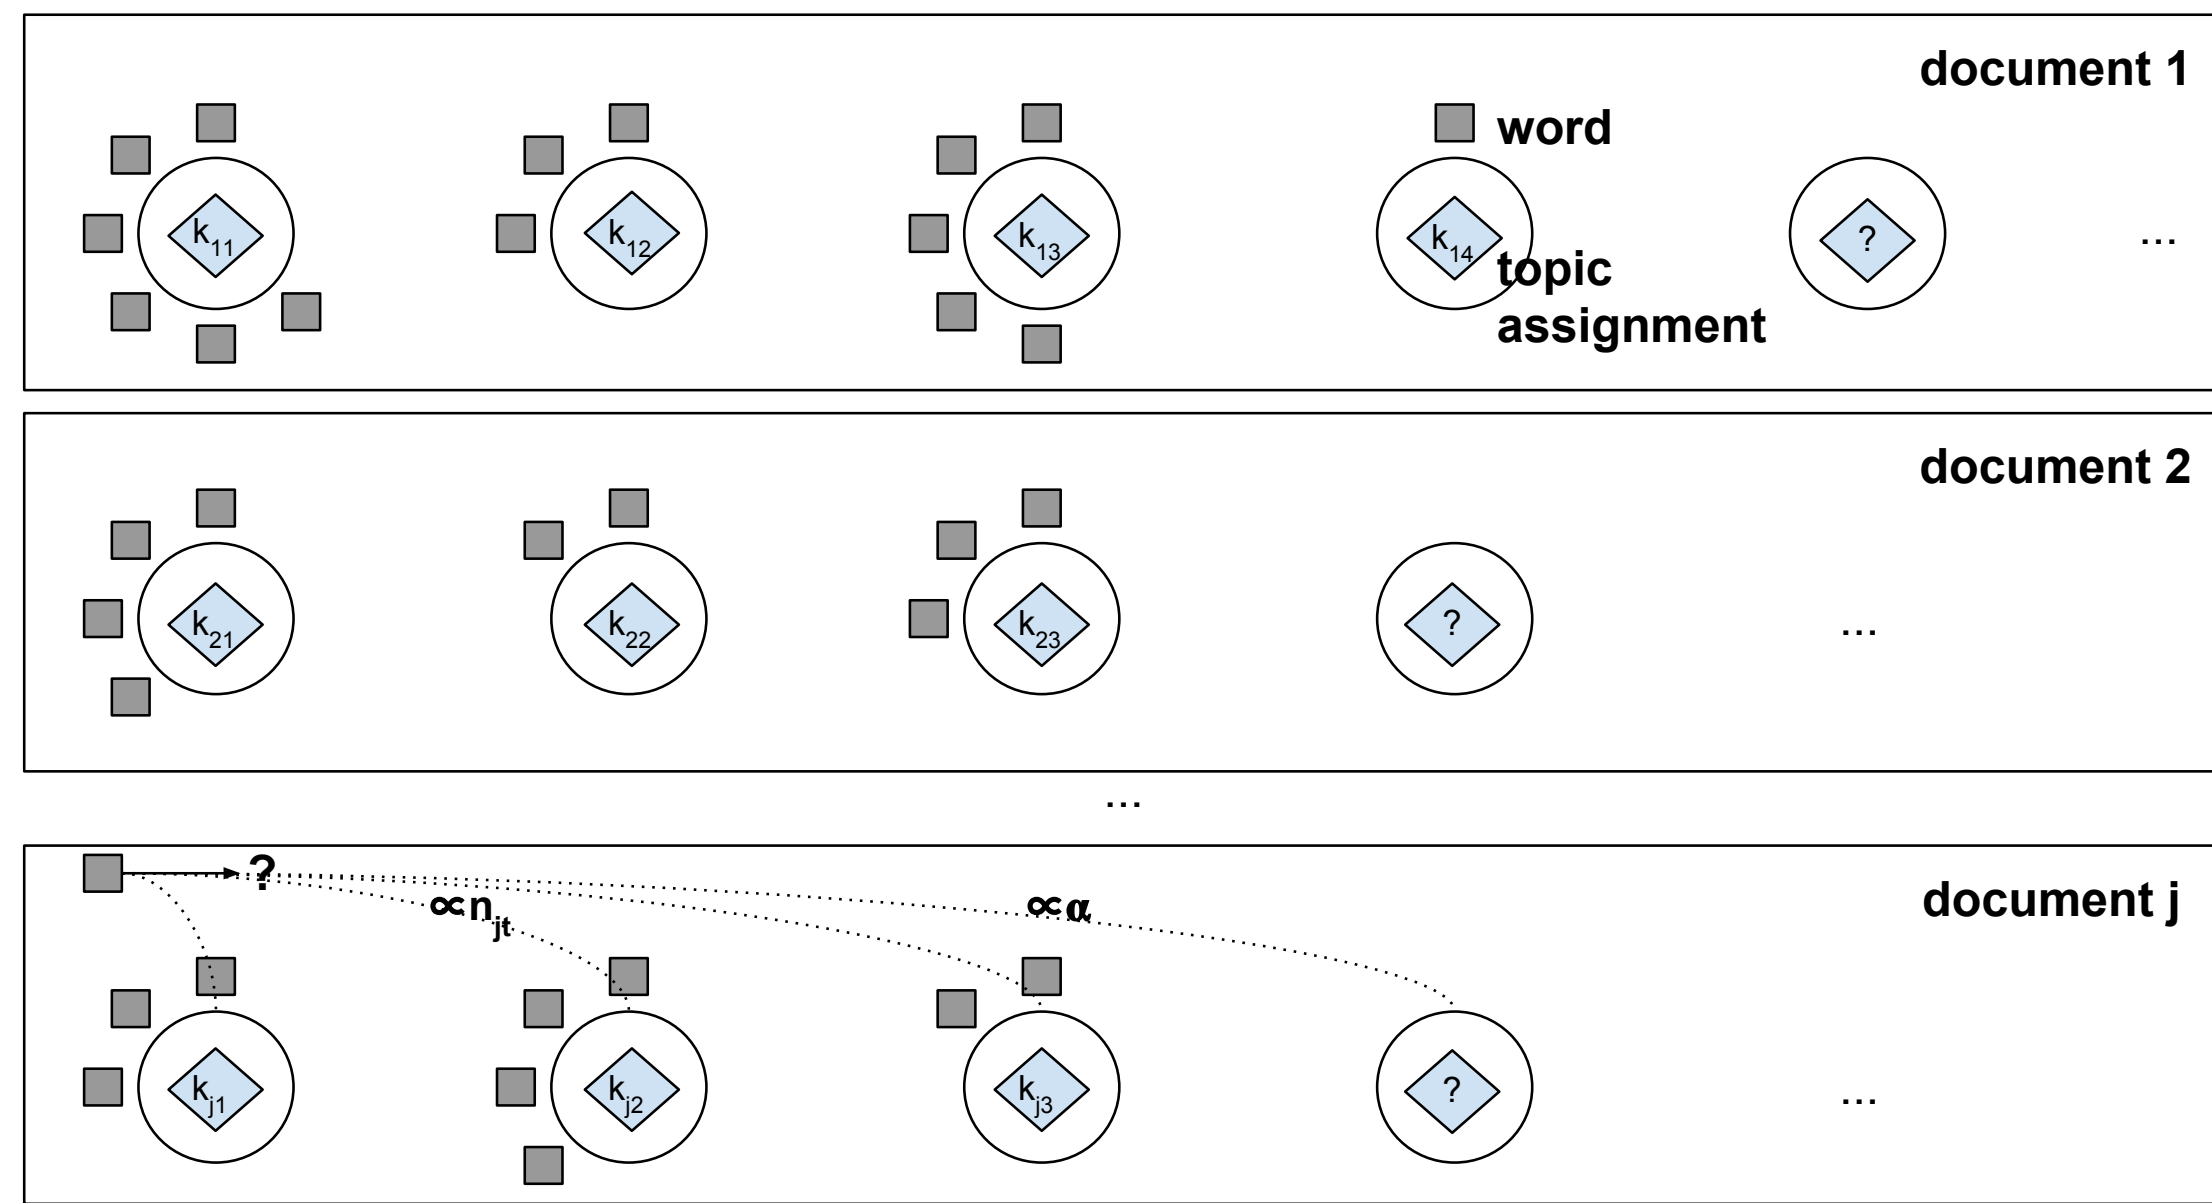 document 1
word
k11 k12 k13 k14 ? ...
topic
assignment
document 2
k21 k22 k23 ? ...
...
?
∝njt ∝α document j
kj1 kj2 kj3 ? ...